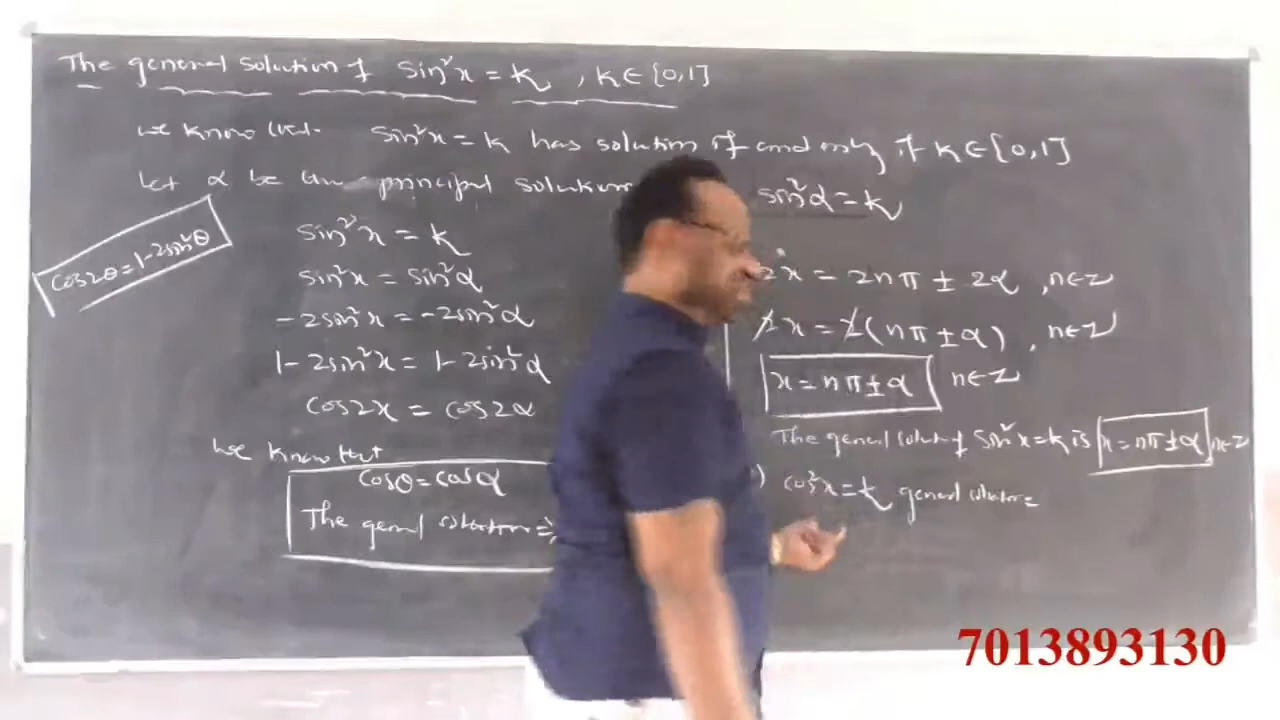 The general solution of sin²x = k , k ∈ [0,1]
we know that sin²x = k has solution if and only if k ∈ [0,1]
Let α be the principal solution
sin²α = k
cos2θ = 1-2sin²θ
sin²x = k
sin²x = sin²α
-2sin²x = -2sin²α
1-2sin²x = 1-2sin²α
cos2x = cos2α
we know that
cosθ = cosα
The general solution =
2x = 2nπ ± 2α , n∈Z
2x = 2(nπ ± α) , n∈Z
x = nπ ± α n∈Z
The general solution of sin²x = k is x = nπ ± α, n∈Z
) cos²x = k general solution =
7013893130